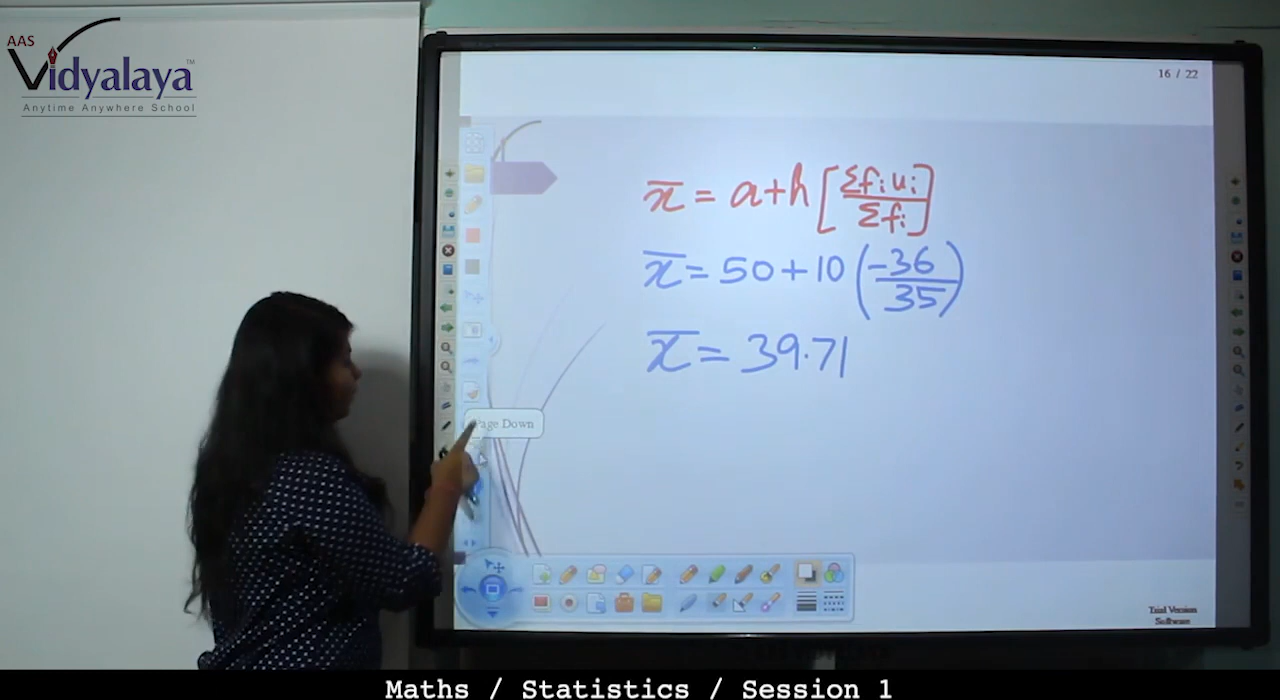 AAS
Vidyalaya™
Anytime Anywhere School
16 / 22
x̄ = a+h [Σfᵢuᵢ / Σfᵢ]
x̄ = 50+10 (-36 / 35)
x̄ = 39.71
Page Down
Trial Version
Software
Maths / Statistics / Session 1